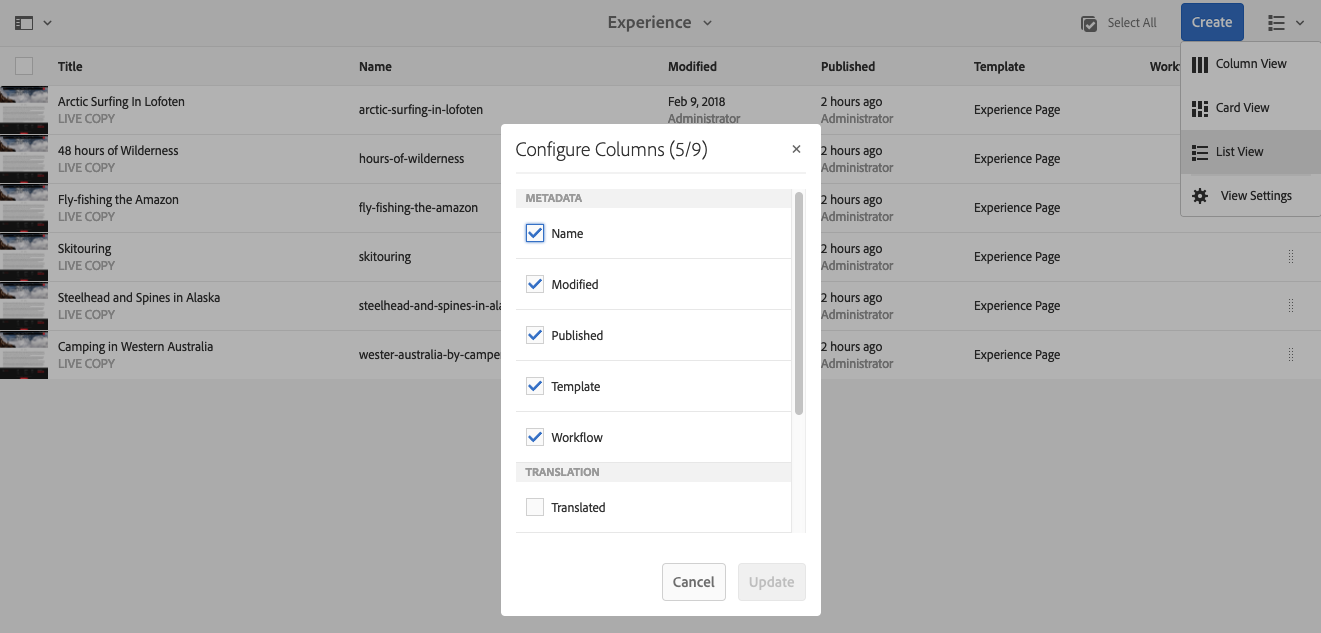 Experience
Select All
Create
Title Name Modified Published Template
Column View
Card View
List View
View Settings
Arctic Surfing In Lofoten arctic-surfing-in-lofoten Feb 9, 2018 2 hours ago Experience Page
LIVE COPY Administrator Administrator
48 hours of Wilderness hours-of-wilderness 2 hours ago Experience Page
LIVE COPY Administrator
Fly-fishing the Amazon fly-fishing-the-amazon 2 hours ago Experience Page
LIVE COPY Administrator
Skitouring skitouring 2 hours ago Experience Page
LIVE COPY Administrator
Steelhead and Spines in Alaska steelhead-and-spines-in-al 2 hours ago Experience Page
LIVE COPY Administrator
Camping in Western Australia wester-australia-by-campe 2 hours ago Experience Page
LIVE COPY Administrator
Configure Columns (5/9)
METADATA
Name
Modified
Published
Template
Workflow
TRANSLATION
Translated
Cancel
Update